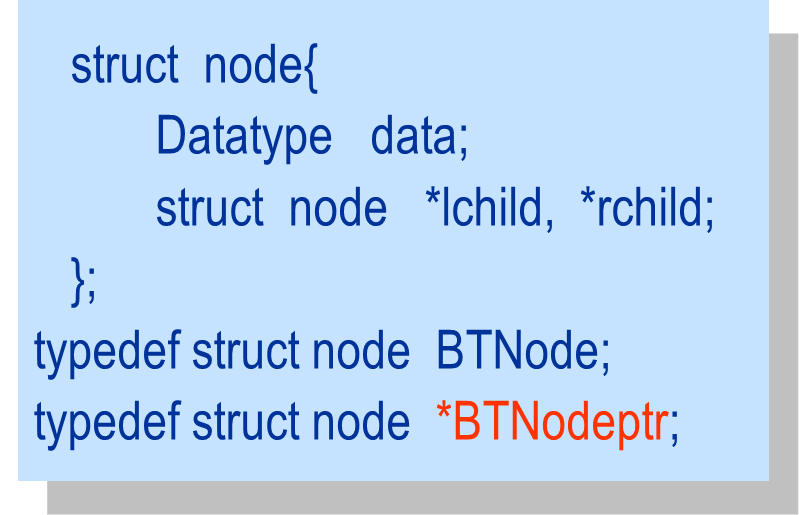 struct node{
Datatype data;
struct node *lchild, *rchild;
};
typedef struct node BTNode;
typedef struct node *BTNodeptr;